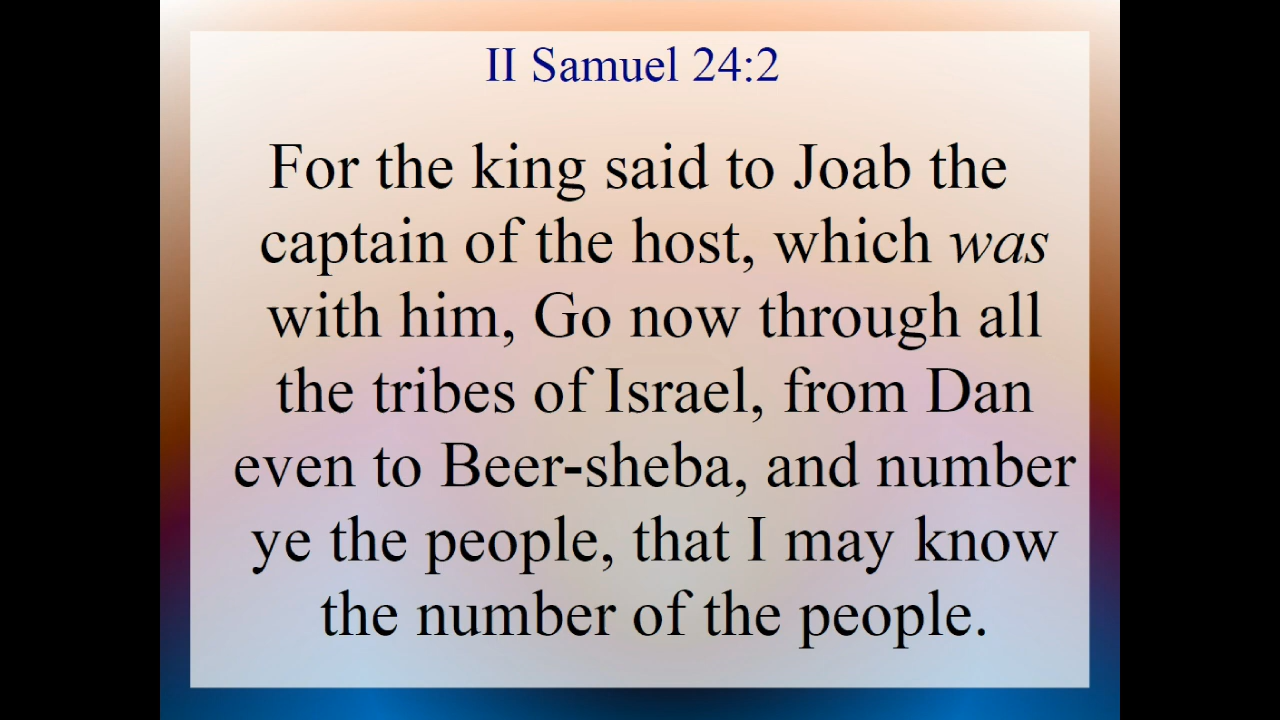 II Samuel 24:2
For the king said to Joab the
captain of the host, which was
with him, Go now through all
the tribes of Israel, from Dan
even to Beer-sheba, and number
ye the people, that I may know
the number of the people.